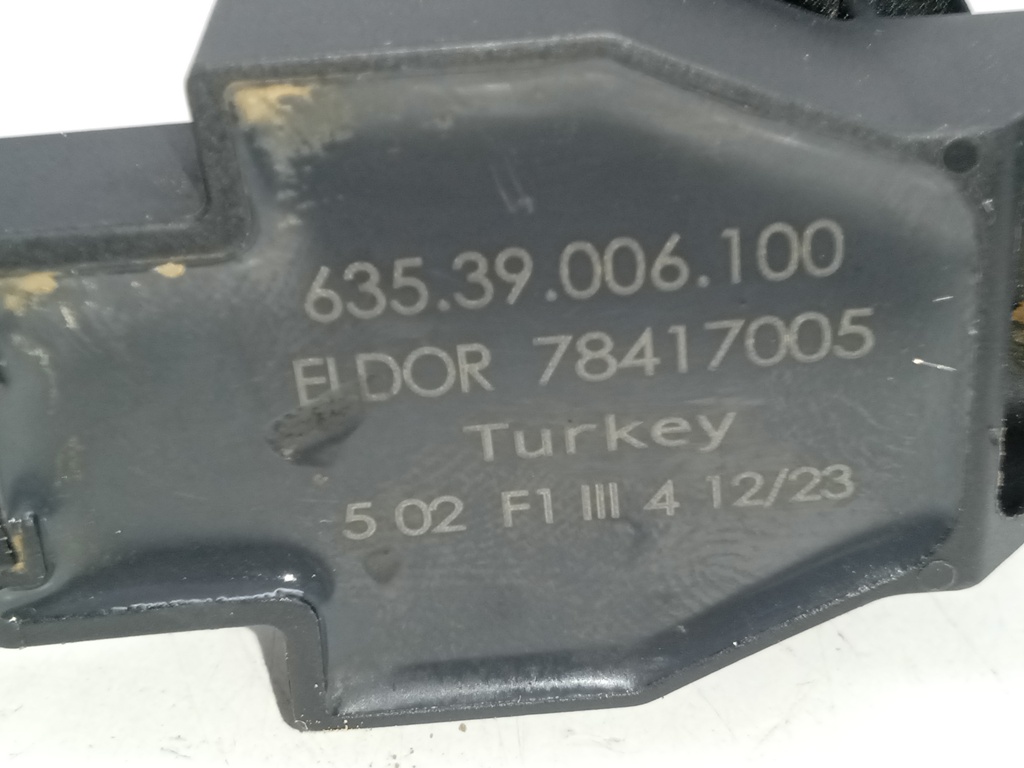 635.39.006.100
ELDOR 78417005
Turkey
5 02 F1 III 4 12/23